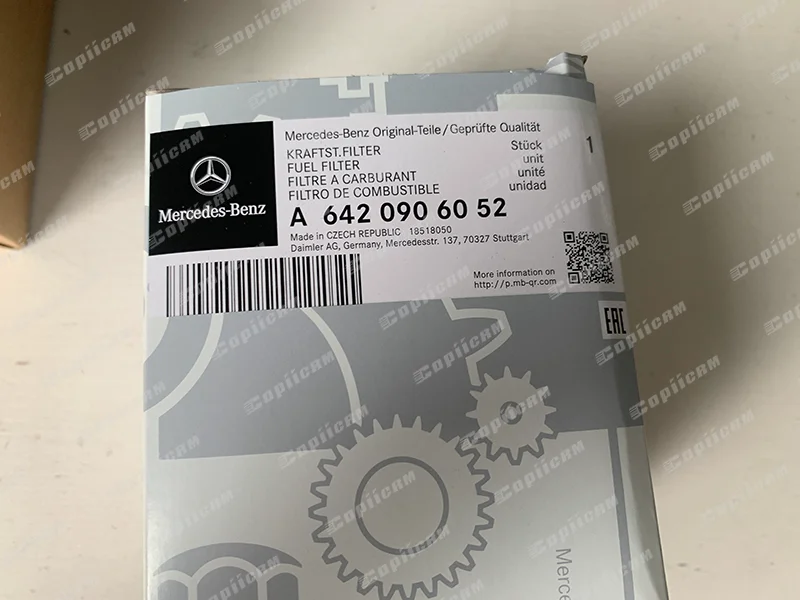 Mercedes-Benz Original-Teile/Geprüfte Qualität
KRAFTST.FILTER Stück 1
FUEL FILTER unit
FILTRE A CARBURANT unité
FILTRO DE COMBUSTIBLE unidad
Mercedes-Benz
A 642 090 60 52
Made in CZECH REPUBLIC 18518050
Daimler AG, Germany, Mercedesstr. 137, 70327 Stuttgart
More information on
http://p.mb-qr.com
EAC
Merce
CopiiCRM